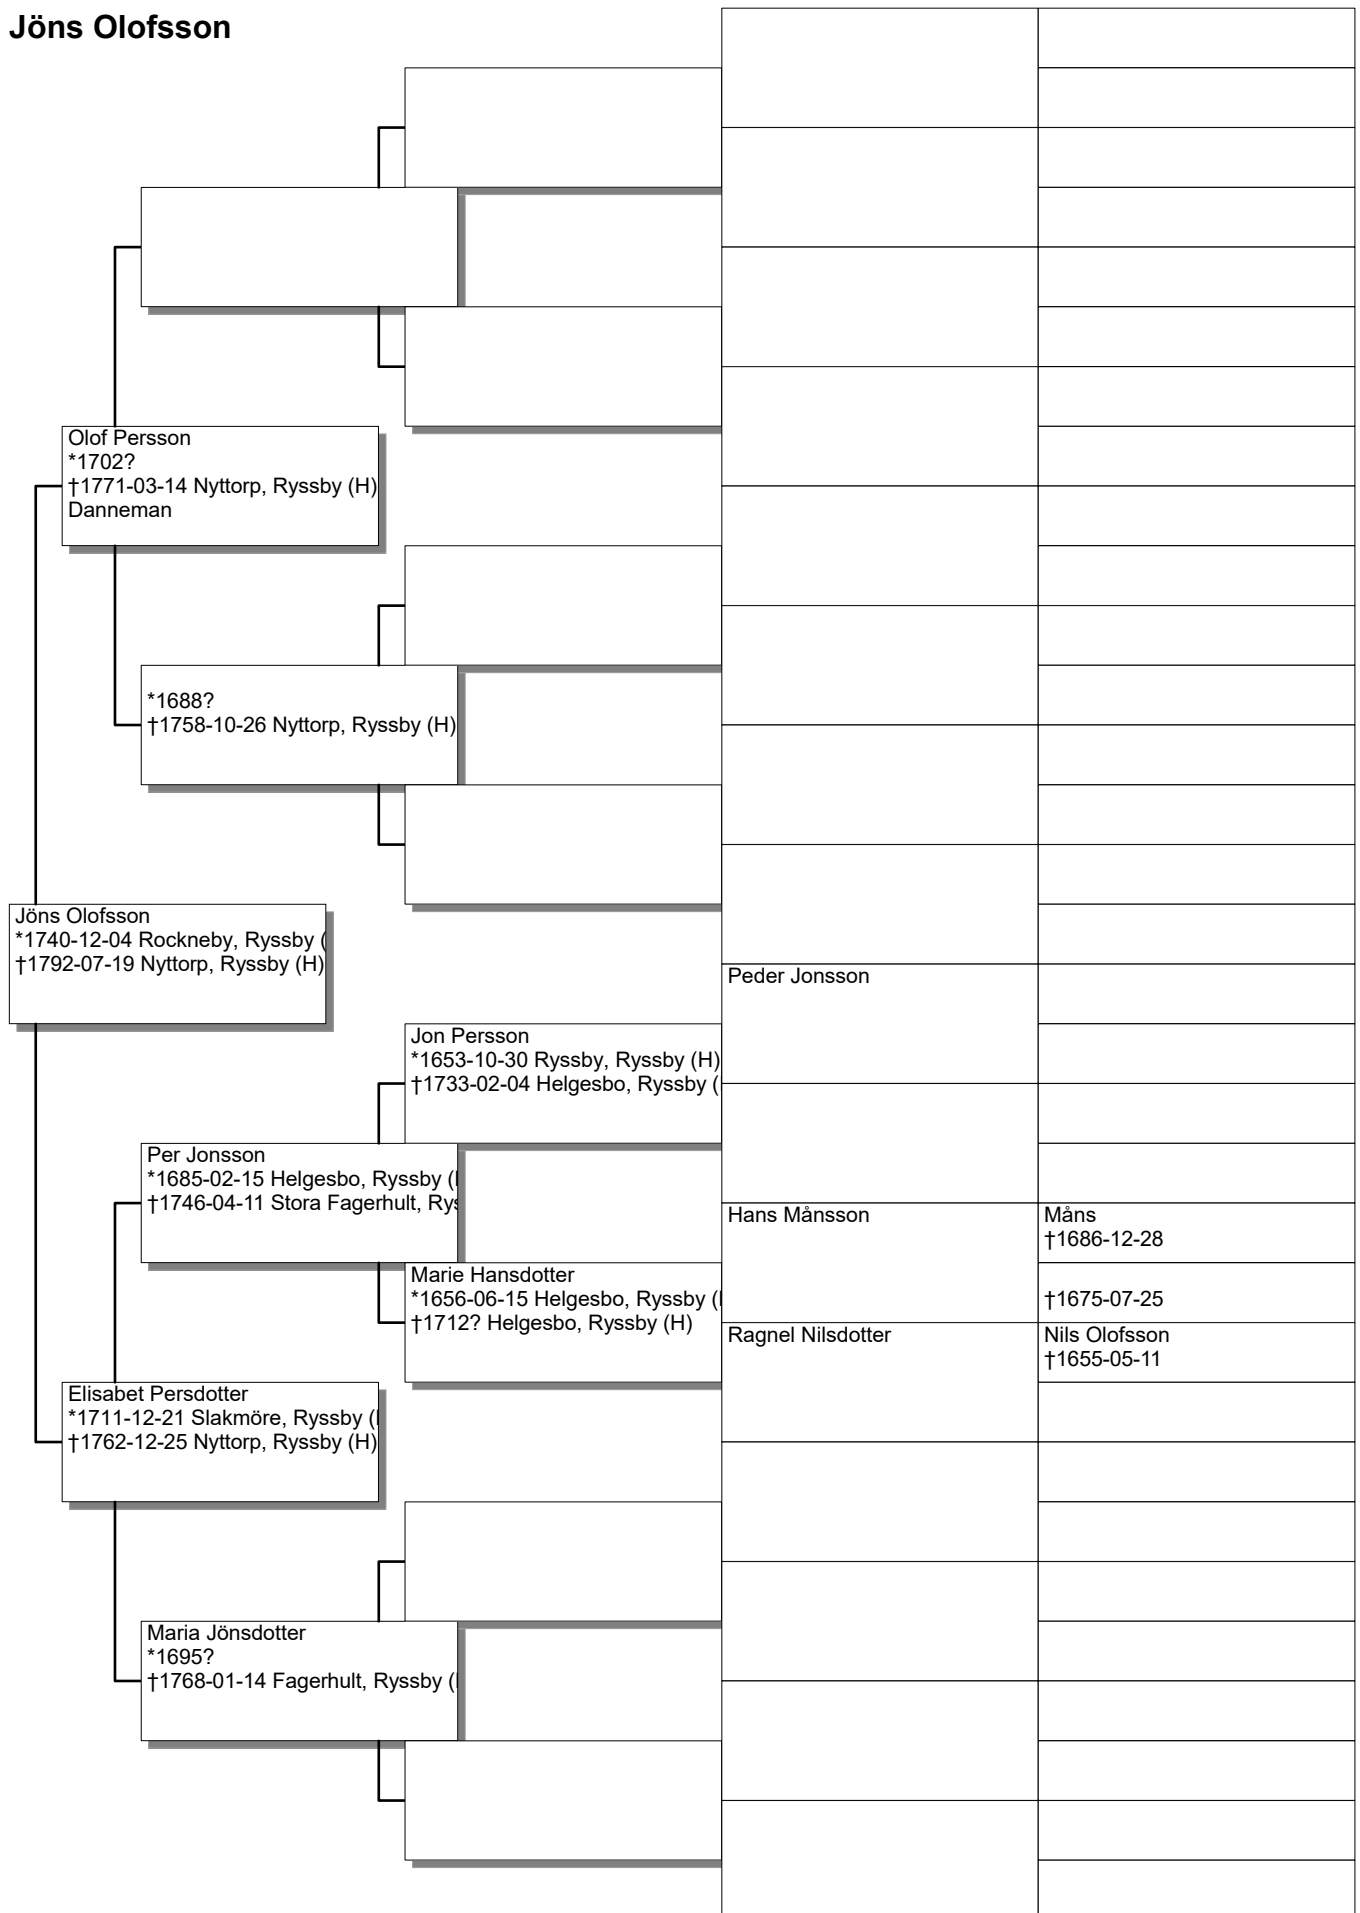 Jöns Olofsson
Olof Persson
*1702?
†1771-03-14 Nyttorp, Ryssby (H)
Danneman
*1688?
†1758-10-26 Nyttorp, Ryssby (H)
Jöns Olofsson
*1740-12-04 Rockneby, Ryssby (
†1792-07-19 Nyttorp, Ryssby (H)
Peder Jonsson
Jon Persson
*1653-10-30 Ryssby, Ryssby (H)
†1733-02-04 Helgesbo, Ryssby (
Per Jonsson
*1685-02-15 Helgesbo, Ryssby (
†1746-04-11 Stora Fagerhult, Rys
Hans Månsson
Måns
†1686-12-28
†1675-07-25
Marie Hansdotter
*1656-06-15 Helgesbo, Ryssby (
†1712? Helgesbo, Ryssby (H)
Ragnel Nilsdotter
Nils Olofsson
†1655-05-11
Elisabet Persdotter
*1711-12-21 Slakmöre, Ryssby (
†1762-12-25 Nyttorp, Ryssby (H)
Maria Jönsdotter
*1695?
†1768-01-14 Fagerhult, Ryssby (